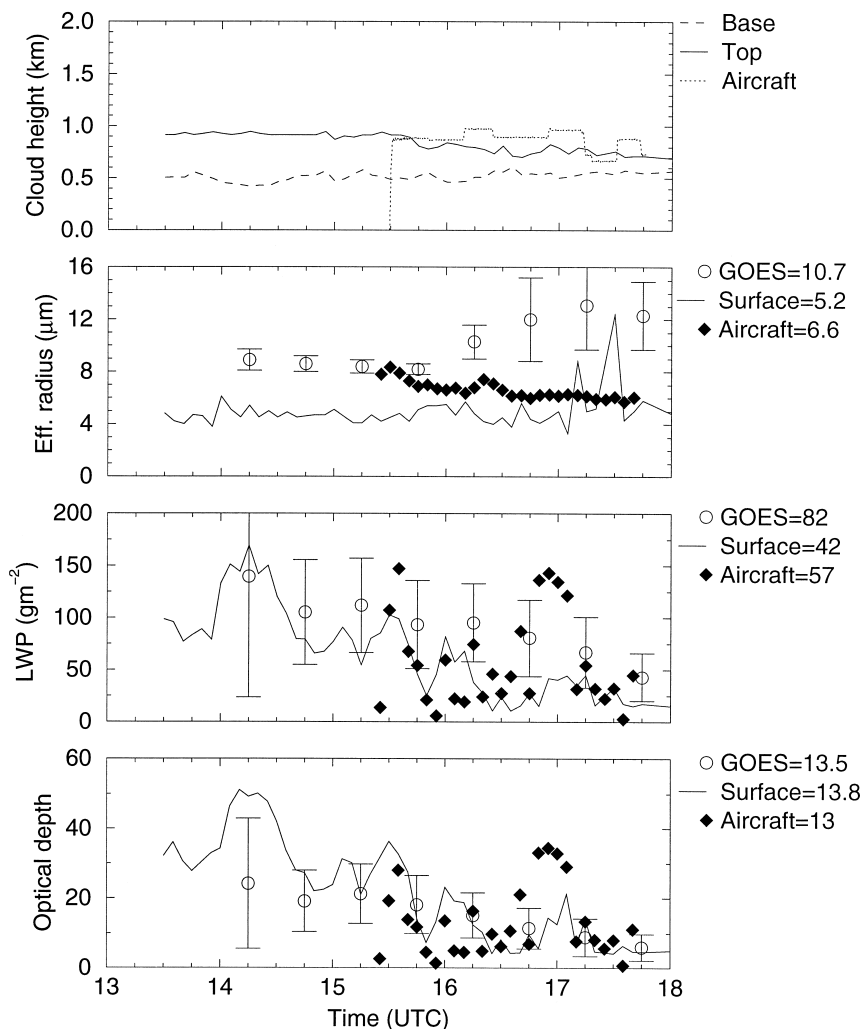 2.0
1.5
1.0
0.5
0.0
Cloud height (km)
Base
Top
Aircraft
16
12
8
4
0
Eff. radius (μm)
GOES=10.7
Surface=5.2
Aircraft=6.6
200
150
100
50
0
LWP (gm⁻²)
GOES=82
Surface=42
Aircraft=57
60
40
20
0
Optical depth
GOES=13.5
Surface=13.8
Aircraft=13
13 14 15 16 17 18
Time (UTC)